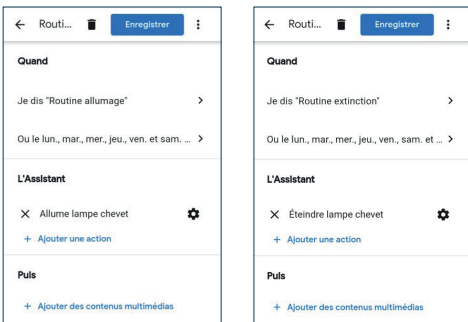 Routi...
Enregistrer
Quand
Je dis "Routine allumage"
Ou le lun., mar., mer., jeu., ven. et sam. ...
L'Assistant
Allume lampe chevet
+ Ajouter une action
Puis
+ Ajouter des contenus multimédias
Routi...
Enregistrer
Quand
Je dis "Routine extinction"
Ou le lun., mar., mer., jeu., ven., sam. et ...
L'Assistant
Éteindre lampe chevet
+ Ajouter une action
Puis
+ Ajouter des contenus multimédias